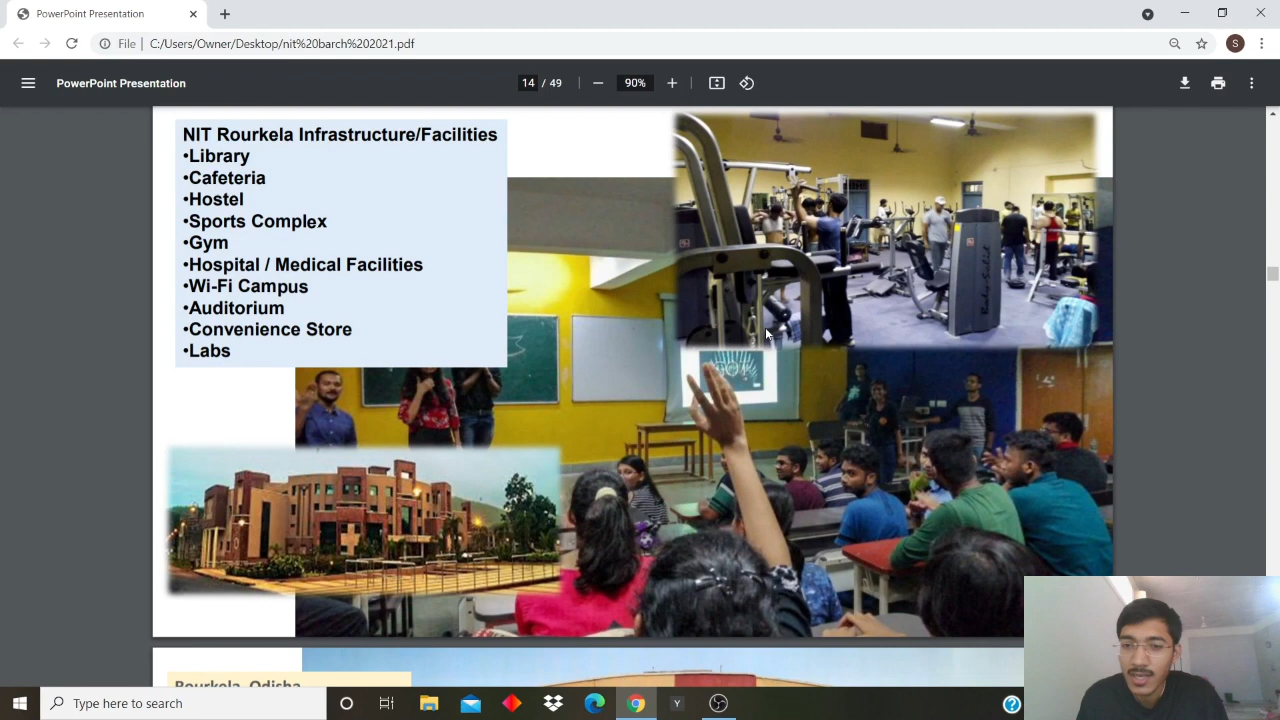 PowerPoint Presentation
File
C:/Users/Owner/Desktop/nit%20barch%202021.pdf
S
PowerPoint Presentation
14 / 49
90%
NIT Rourkela Infrastructure/Facilities
•Library
•Cafeteria
•Hostel
•Sports Complex
•Gym
•Hospital / Medical Facilities
•Wi-Fi Campus
•Auditorium
•Convenience Store
•Labs
Rourkela, Odisha
Type here to search
Y